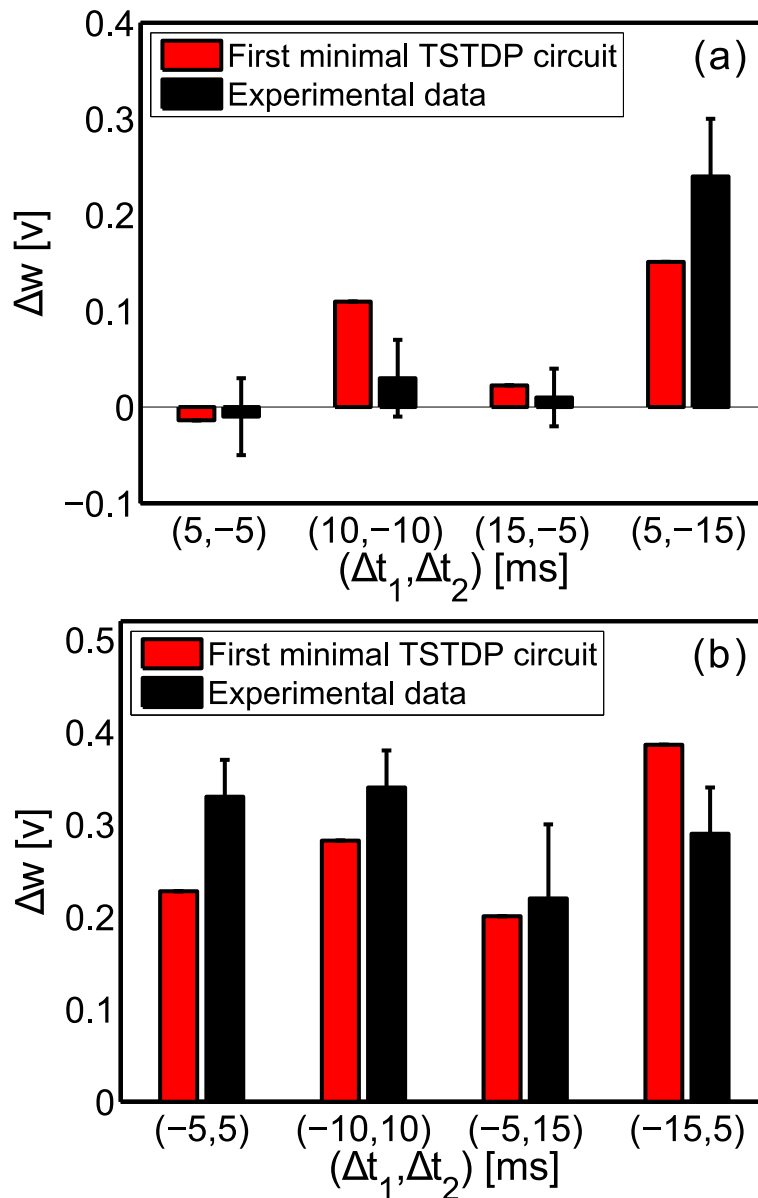 0.4
First minimal TSTDP circuit
(a)
Experimental data
0.3
0.2
Δw [v]
0.1
0
−0.1
(5,−5) (10,−10) (15,−5) (5,−15)
(Δt1,Δt2) [ms]
0.5
First minimal TSTDP circuit
(b)
Experimental data
0.4
0.3
Δw [v]
0.2
0.1
0
(−5,5) (−10,10) (−5,15) (−15,5)
(Δt1,Δt2) [ms]